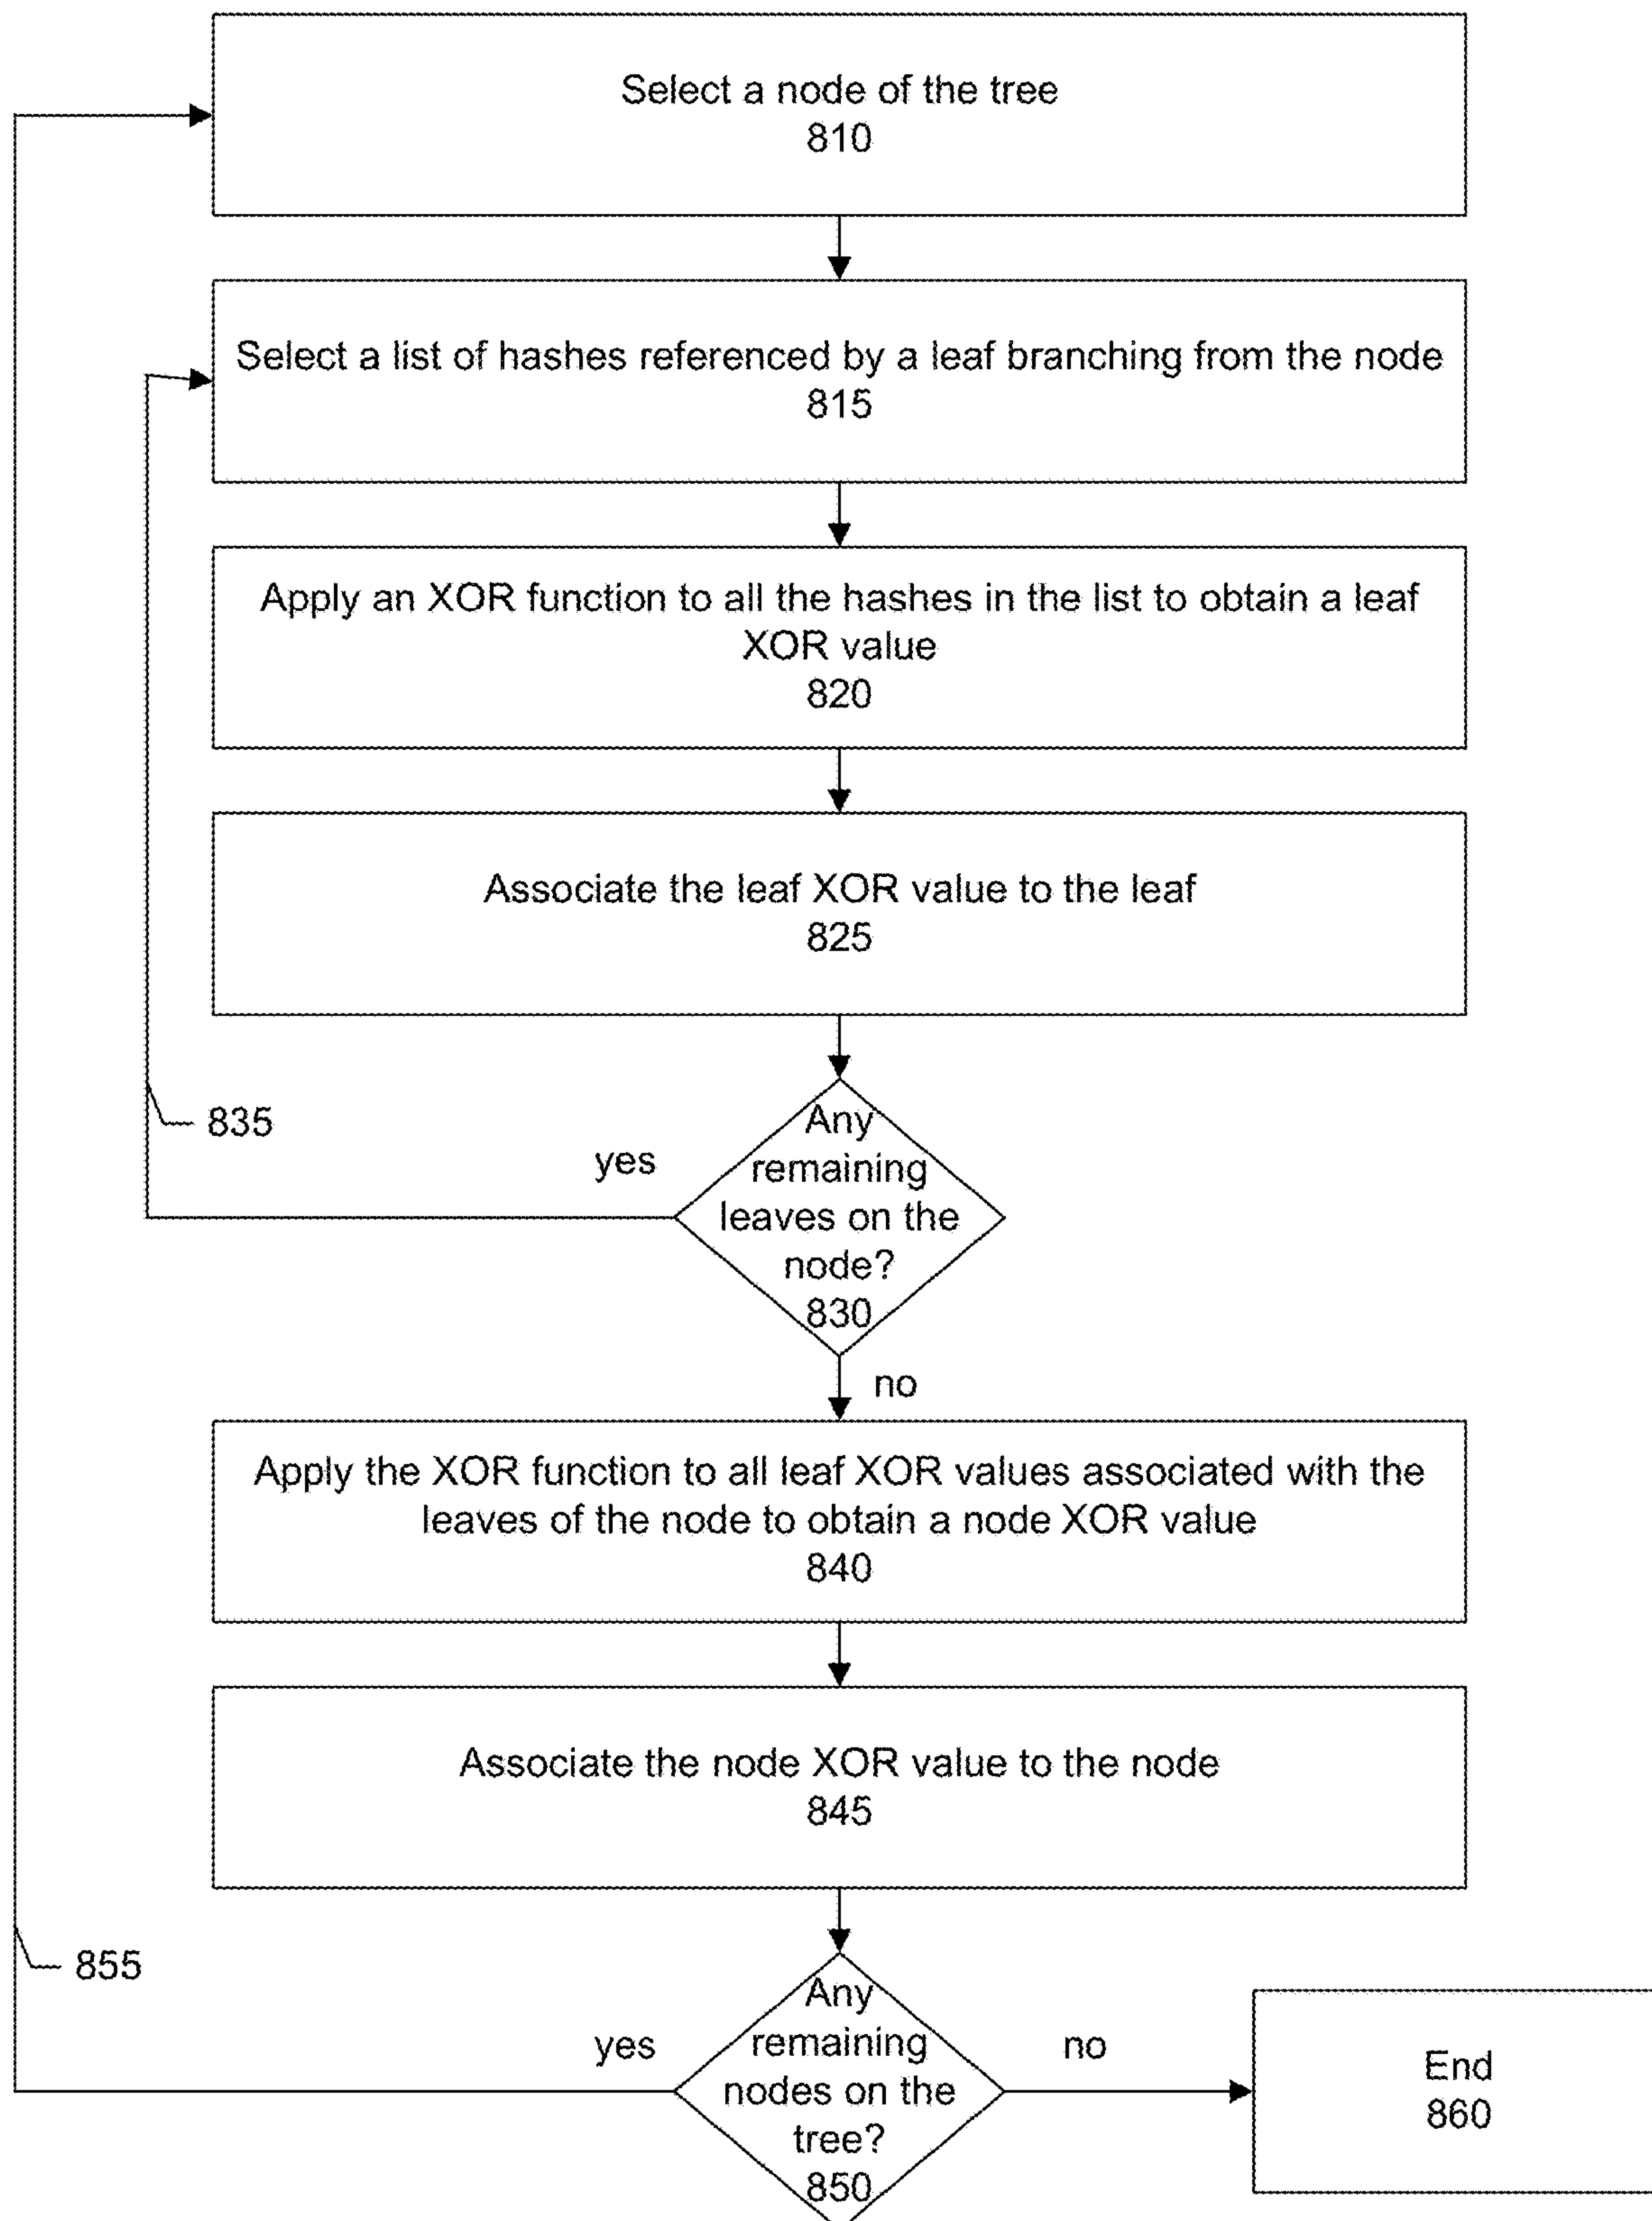 Select a node of the tree
810
Select a list of hashes referenced by a leaf branching from the node
815
Apply an XOR function to all the hashes in the list to obtain a leaf
XOR value
820
Associate the leaf XOR value to the leaf
825
835
yes
Any
remaining
leaves on the
node?
830
no
Apply the XOR function to all leaf XOR values associated with the
leaves of the node to obtain a node XOR value
840
Associate the node XOR value to the node
845
855
yes
Any
remaining
nodes on the
tree?
850
no
End
860